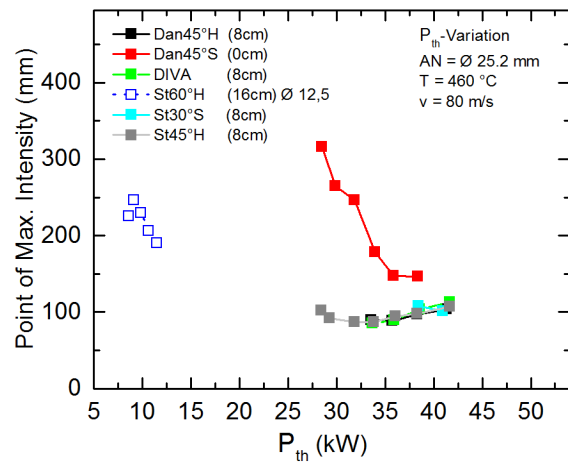 Dan45°H (8cm)
Dan45°S (0cm)
DIVA (8cm)
St60°H (16cm) Ø 12,5
St30°S (8cm)
St45°H (8cm)
P_th-Variation
AN = Ø 25.2 mm
T = 460 °C
v = 80 m/s
Point of Max. Intensity (mm)
400
300
200
100
0
5 10 15 20 25 30 35 40 45 50
P_th (kW)